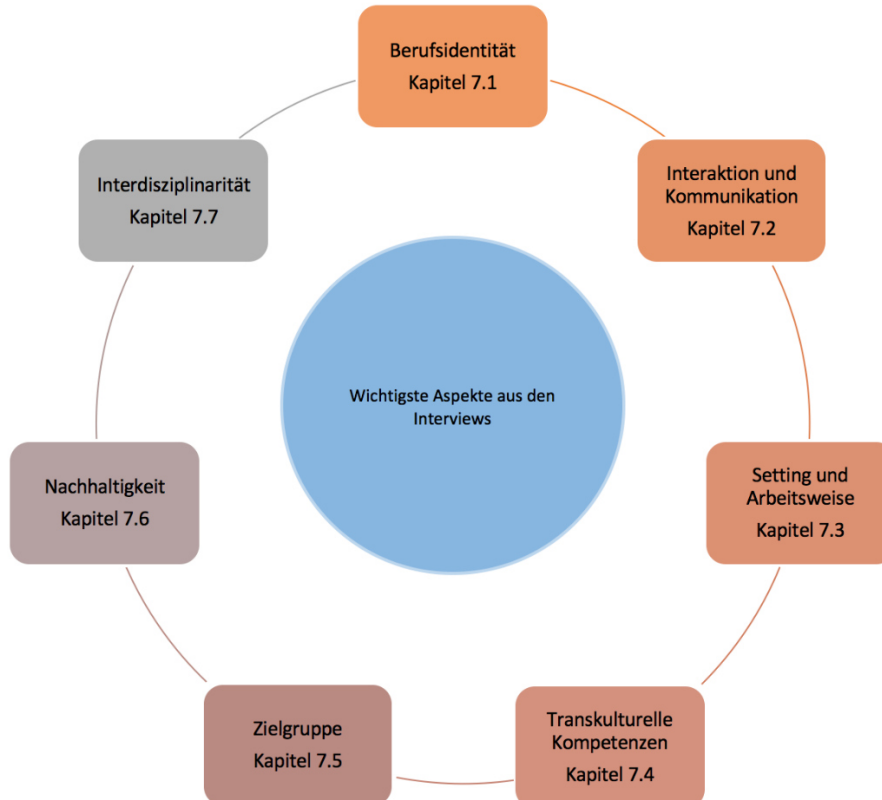 Berufsidentität
Kapitel 7.1
Interaktion und
Kommunikation
Kapitel 7.2
Setting und
Arbeitsweise
Kapitel 7.3
Transkulturelle
Kompetenzen
Kapitel 7.4
Zielgruppe
Kapitel 7.5
Nachhaltigkeit
Kapitel 7.6
Interdisziplinarität
Kapitel 7.7
Wichtigste Aspekte aus den
Interviews